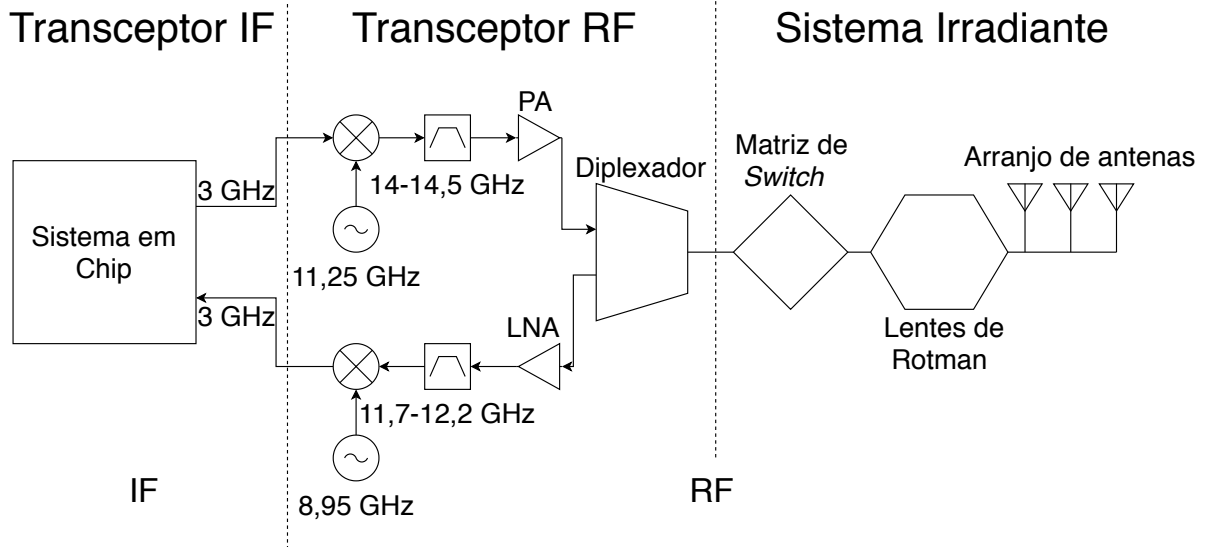 Transceptor IF
Transceptor RF
Sistema Irradiante
PA
3 GHz
14-14,5 GHz
Diplexador
Matriz de
Switch
Arranjo de antenas
Sistema em
Chip
11,25 GHz
3 GHz
LNA
Lentes de
Rotman
11,7-12,2 GHz
8,95 GHz
IF
RF